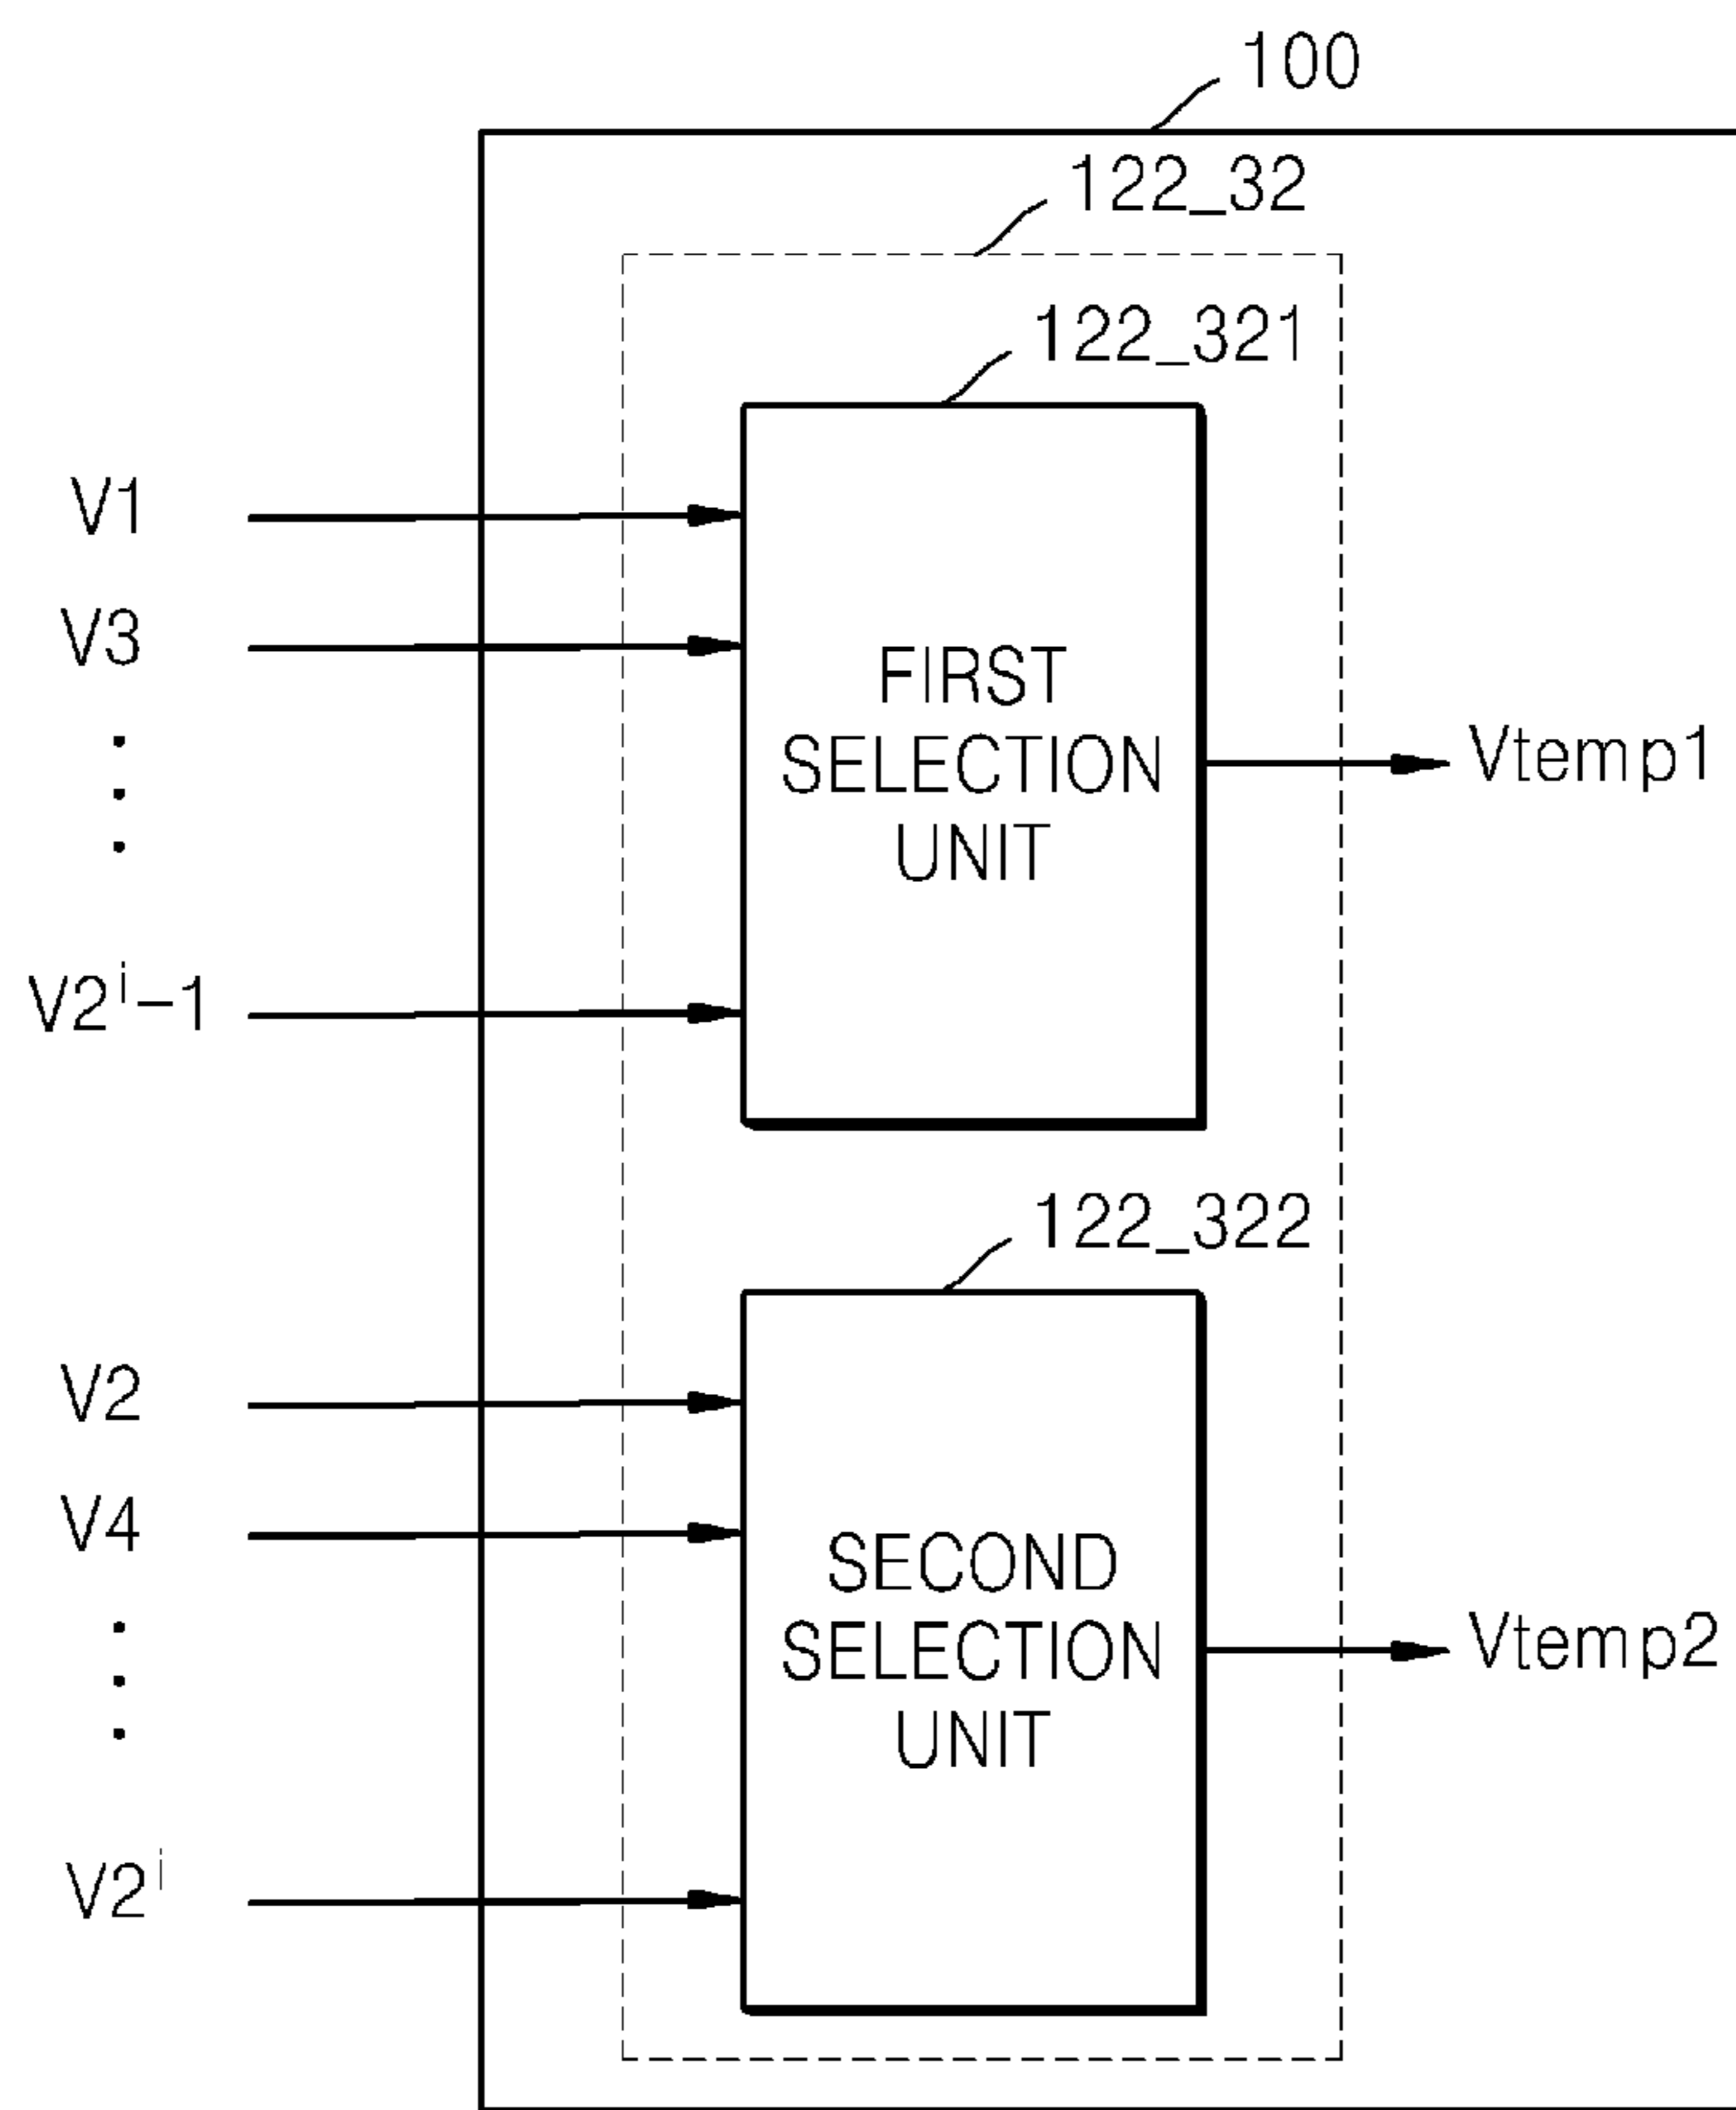 100
122_32
122_321
V1
V3
FIRST
SELECTION
UNIT
Vtemp1
V2ⁱ-1
122_322
V2
V4
SECOND
SELECTION
UNIT
Vtemp2
V2ⁱ